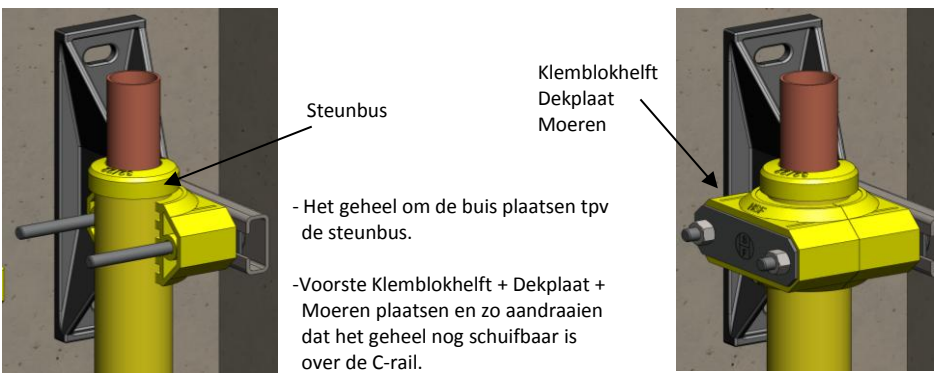 Steunbus
Klemblokhelft
Dekplaat
Moeren
- Het geheel om de buis plaatsen tpv
de steunbus.
-Voorste Klemblokhelft + Dekplaat +
Moeren plaatsen en zo aandraaien
dat het geheel nog schuifbaar is
over de C-rail.